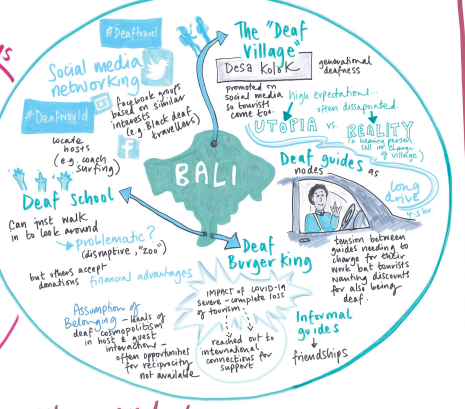 #Deaftravel
Social media
networking
#Deafworld
Facebook groups
based on similar
interests
(e.g. Black deaf
travellers)
locate
hosts
(e.g. couch
surfing)
The "Deaf
Village"
Desa Kolok
generational
deafness
promoted on
social media
so tourists
come too.
high expectations...
often disappointed
UTOPIA vs. REALITY
(a hearing person
still in charge
of village)
BALI
Deaf guides as
nodes
long
drive
Deaf School
Can just walk
in to look around
problematic?
(disruptive, "zoo")
but others accept
donations
financial advantages
Deaf
Burger King
tension between
guides needing to
charge for their
work but tourists
wanting discounts
for also being
deaf.
Assumption of
Belonging - ideals of
deaf cosmopolitism
in host & guest
interaction -
often opportunities
for reciprocity
not available
IMPACT OF COVID-19
severe - complete loss
of tourism
reached out to
international
connections for
support
Informal
guides
friendships